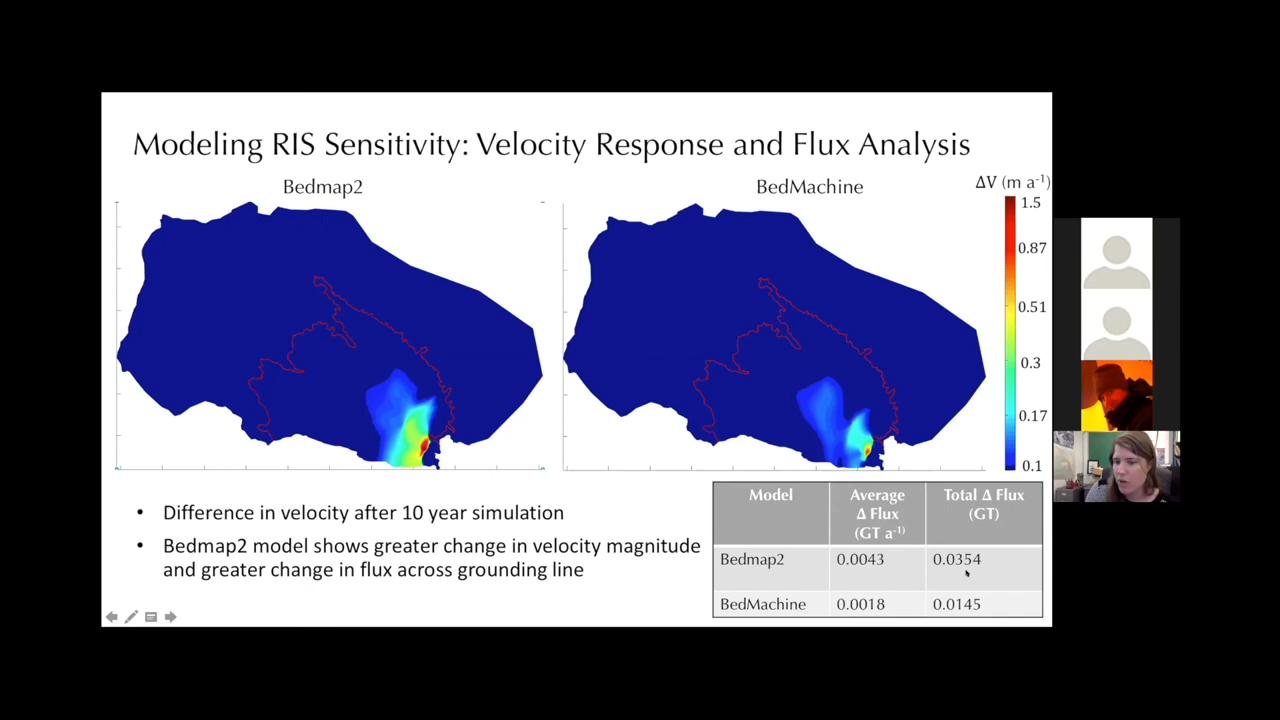 Modeling RIS Sensitivity: Velocity Response and Flux Analysis
Bedmap2
BedMachine
ΔV (m a-1)
1.5
0.87
0.51
0.3
0.17
0.1
• Difference in velocity after 10 year simulation
• Bedmap2 model shows greater change in velocity magnitude
and greater change in flux across grounding line
Model
Average
Δ Flux
(GT a-1)
Total Δ Flux
(GT)
Bedmap2
0.0043
0.0354
BedMachine
0.0018
0.0145